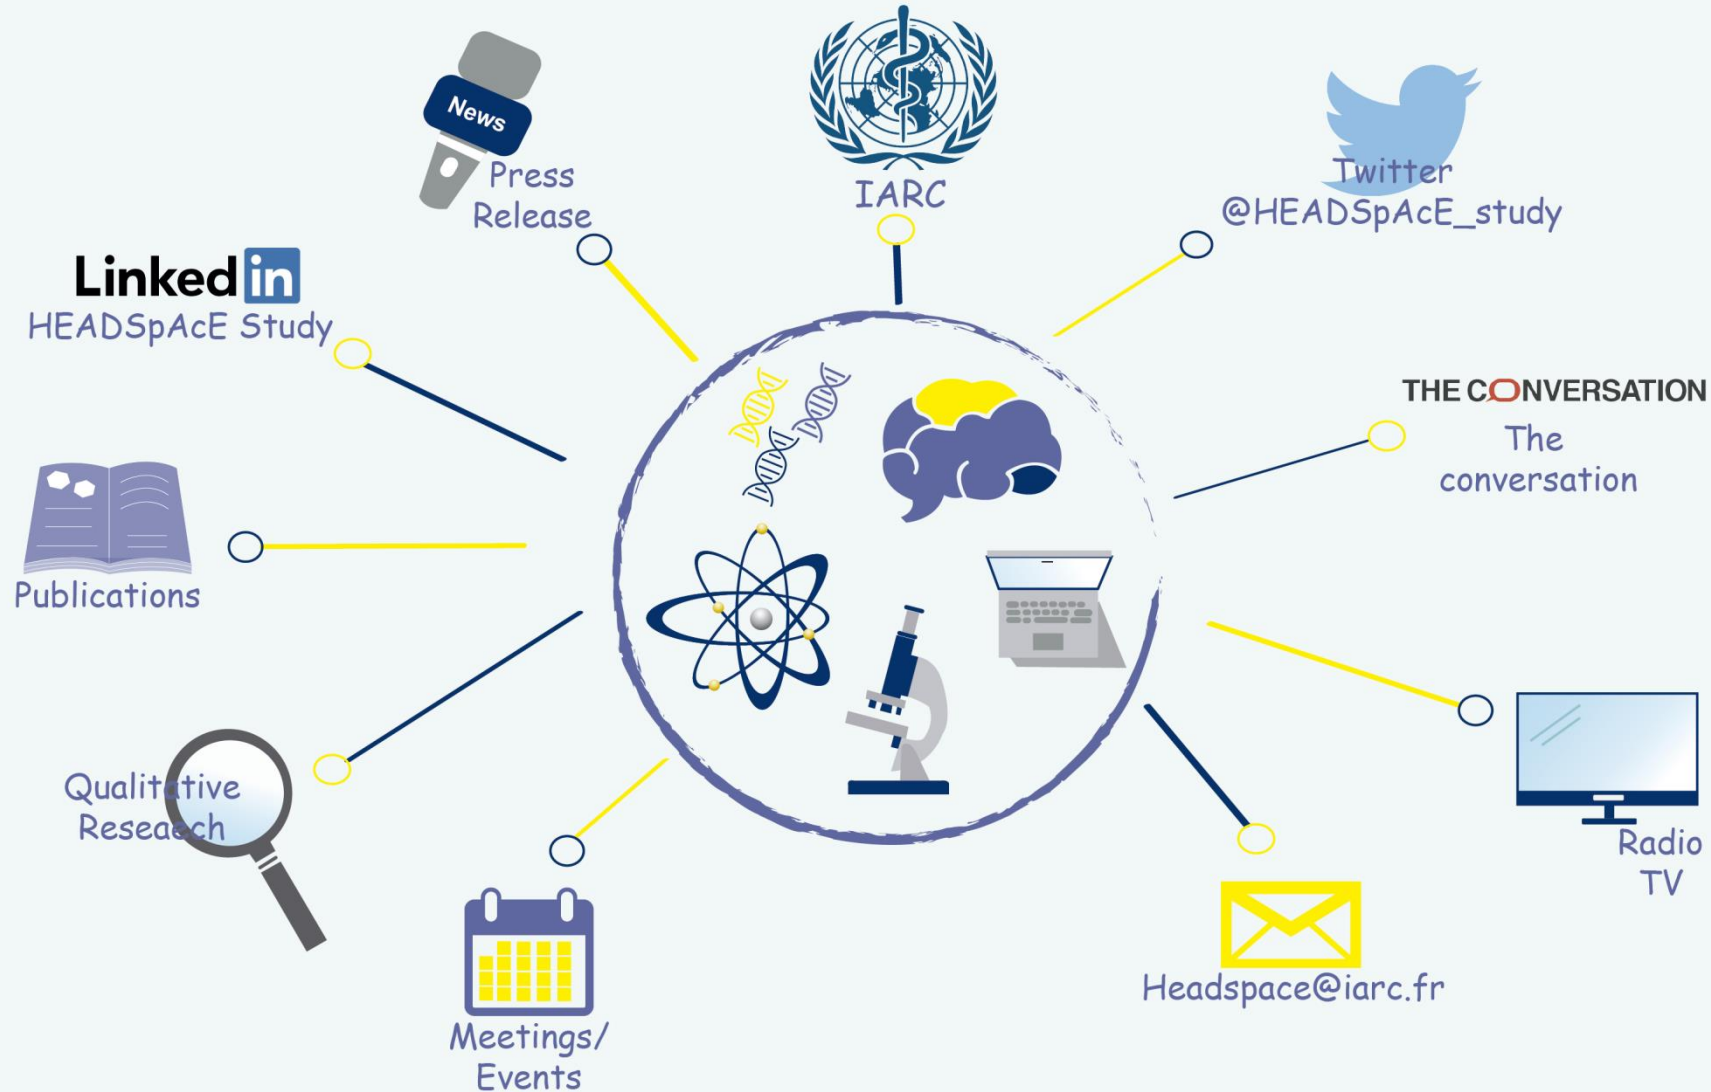 News
Press
Release
IARC
Twitter
@HEADSpAcE_study
Linked in
HEADSpAcE Study
THE CONVERSATION
The
conversation
Publications
Qualitative
Reseaech
Meetings/
Events
Headspace@iarc.fr
Radio
TV